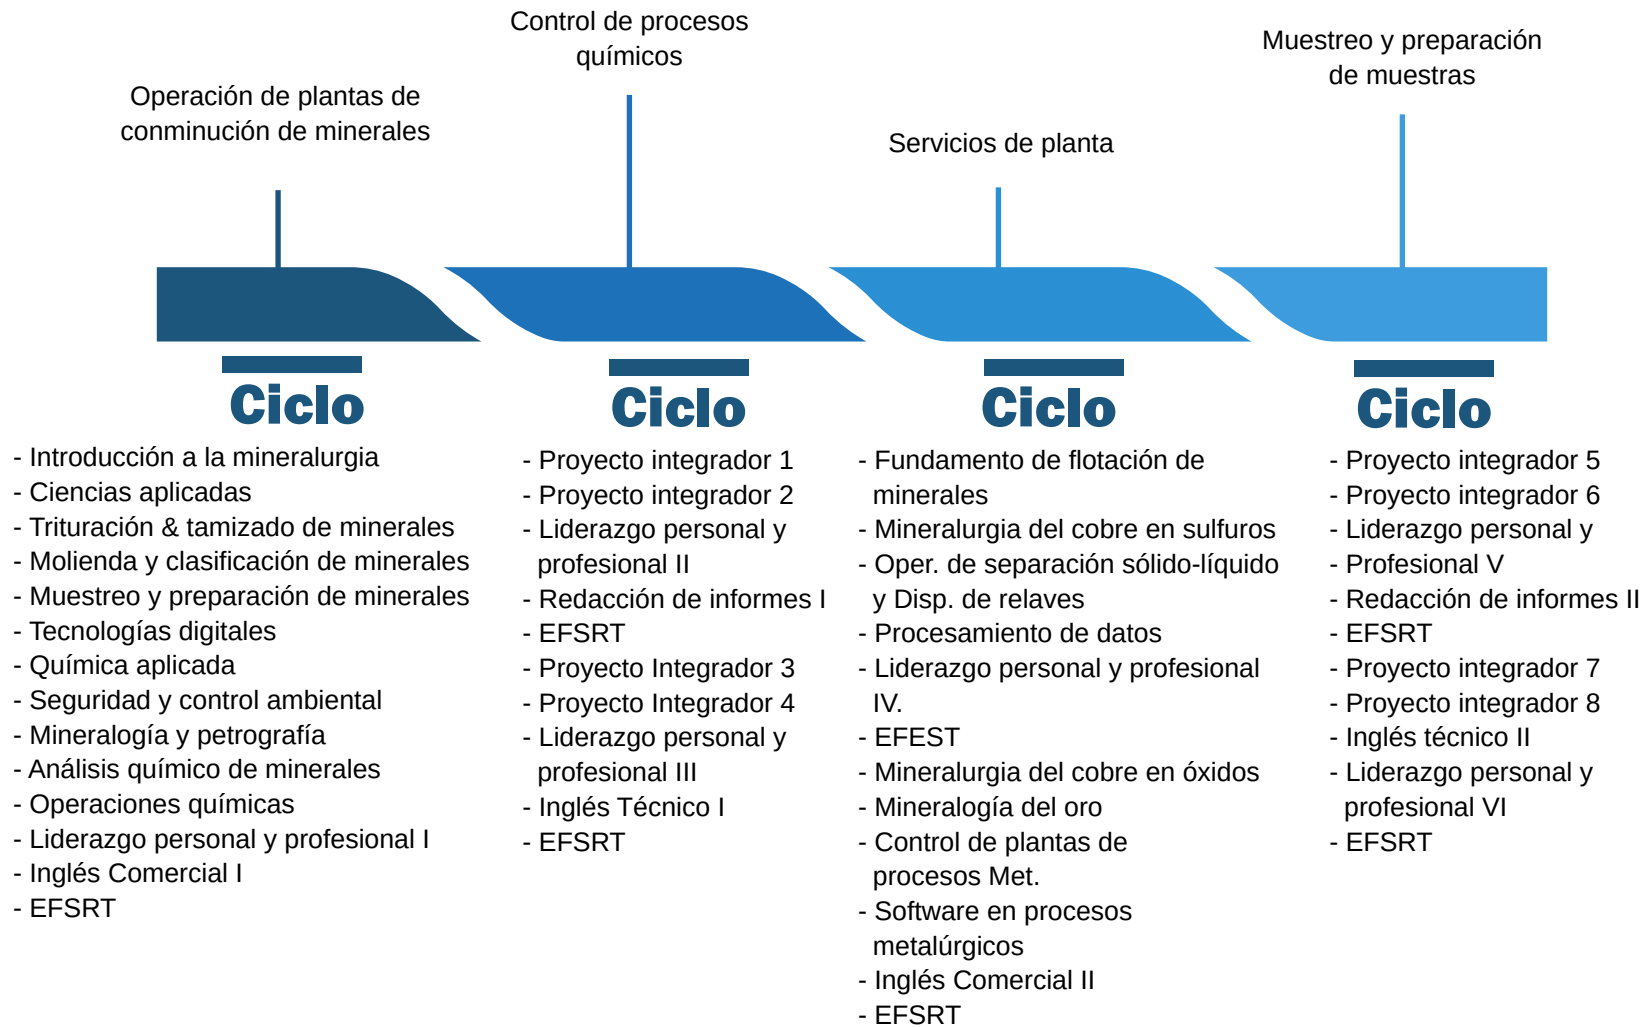 Operación de plantas de
conminución de minerales
Control de procesos
químicos
Servicios de planta
Muestreo y preparación
de muestras
Ciclo
- Introducción a la mineralurgia
- Ciencias aplicadas
- Trituración & tamizado de minerales
- Molienda y clasificación de minerales
- Muestreo y preparación de minerales
- Tecnologías digitales
- Química aplicada
- Seguridad y control ambiental
- Mineralogía y petrografía
- Análisis químico de minerales
- Operaciones químicas
- Liderazgo personal y profesional I
- Inglés Comercial I
- EFSRT
Ciclo
- Proyecto integrador 1
- Proyecto integrador 2
- Liderazgo personal y
profesional II
- Redacción de informes I
- EFSRT
- Proyecto Integrador 3
- Proyecto Integrador 4
- Liderazgo personal y
profesional III
- Inglés Técnico I
- EFSRT
Ciclo
- Fundamento de flotación de
minerales
- Mineralurgia del cobre en sulfuros
- Oper. de separación sólido-líquido
y Disp. de relaves
- Procesamiento de datos
- Liderazgo personal y profesional
IV.
- EFEST
- Mineralurgia del cobre en óxidos
- Mineralogía del oro
- Control de plantas de
procesos Met.
- Software en procesos
metalúrgicos
- Inglés Comercial II
- EFSRT
Ciclo
- Proyecto integrador 5
- Proyecto integrador 6
- Liderazgo personal y
- Profesional V
- Redacción de informes II
- EFSRT
- Proyecto integrador 7
- Proyecto integrador 8
- Inglés técnico II
- Liderazgo personal y
profesional VI
- EFSRT